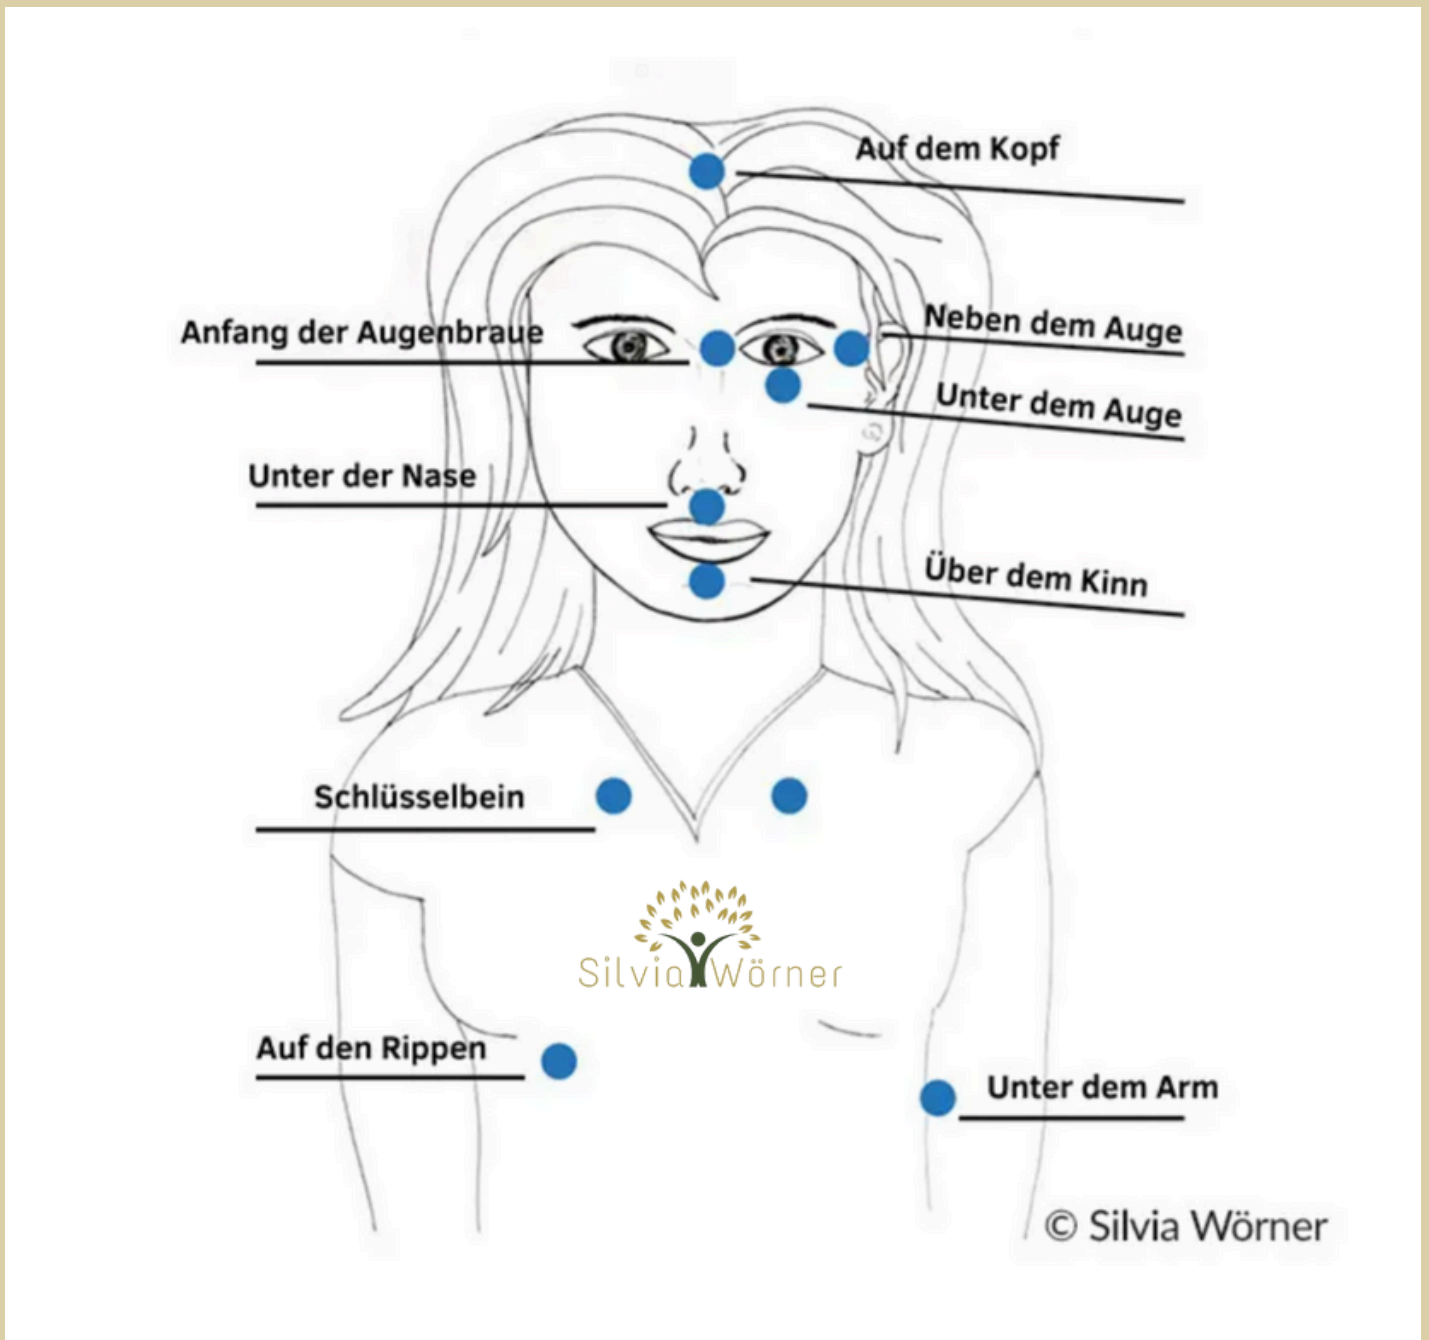 Auf dem Kopf
Neben dem Auge
Anfang der Augenbraue
Unter dem Auge
Unter der Nase
Über dem Kinn
Schlüsselbein
Silvia Wörner
Auf den Rippen
Unter dem Arm
© Silvia Wörner